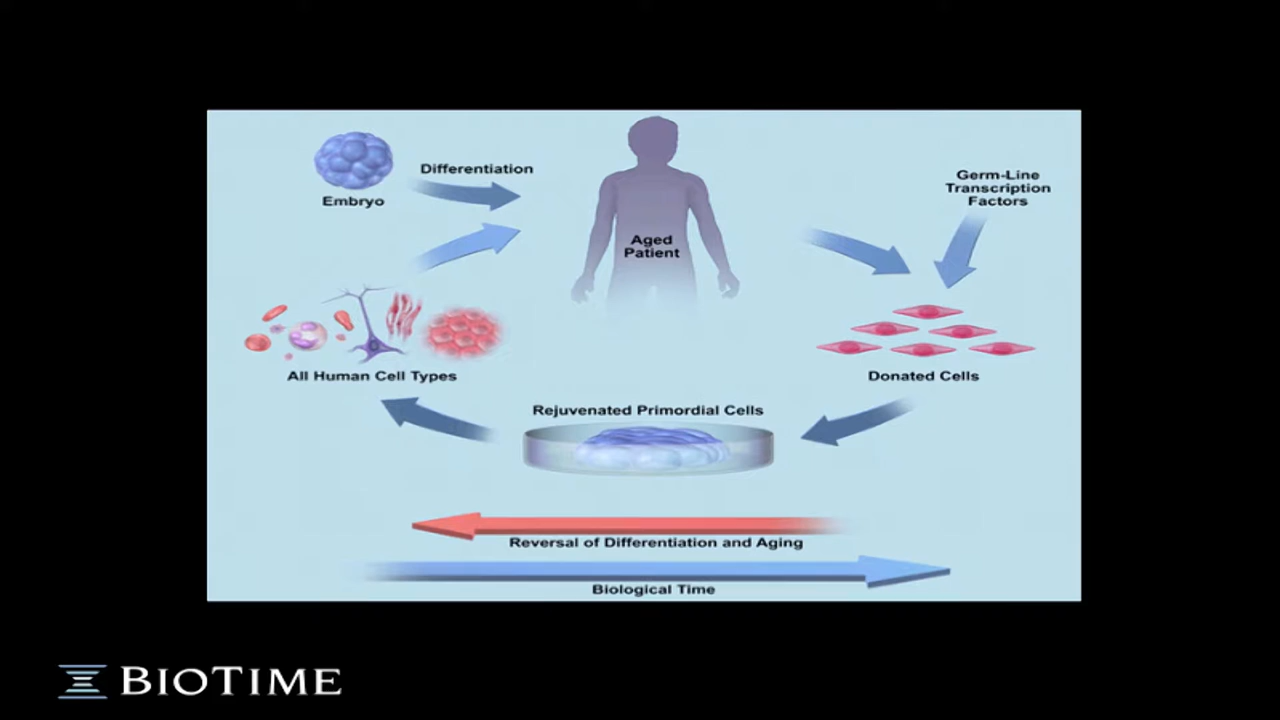 Differentiation
Embryo
Aged
Patient
Germ-Line
Transcription
Factors
All Human Cell Types
Donated Cells
Rejuvenated Primordial Cells
Reversal of Differentiation and Aging
Biological Time
BIOTIME